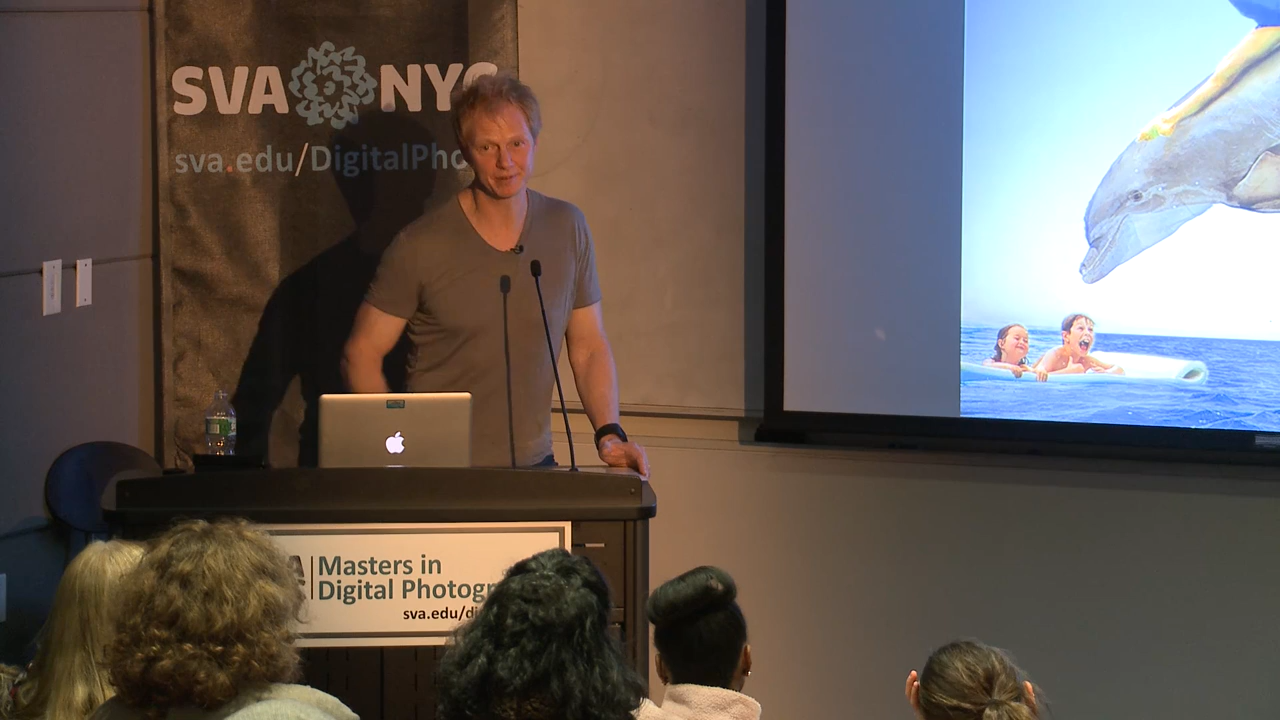 SVA NYC
sva.edu/DigitalPho
Masters in
Digital Photogr
sva.edu/di